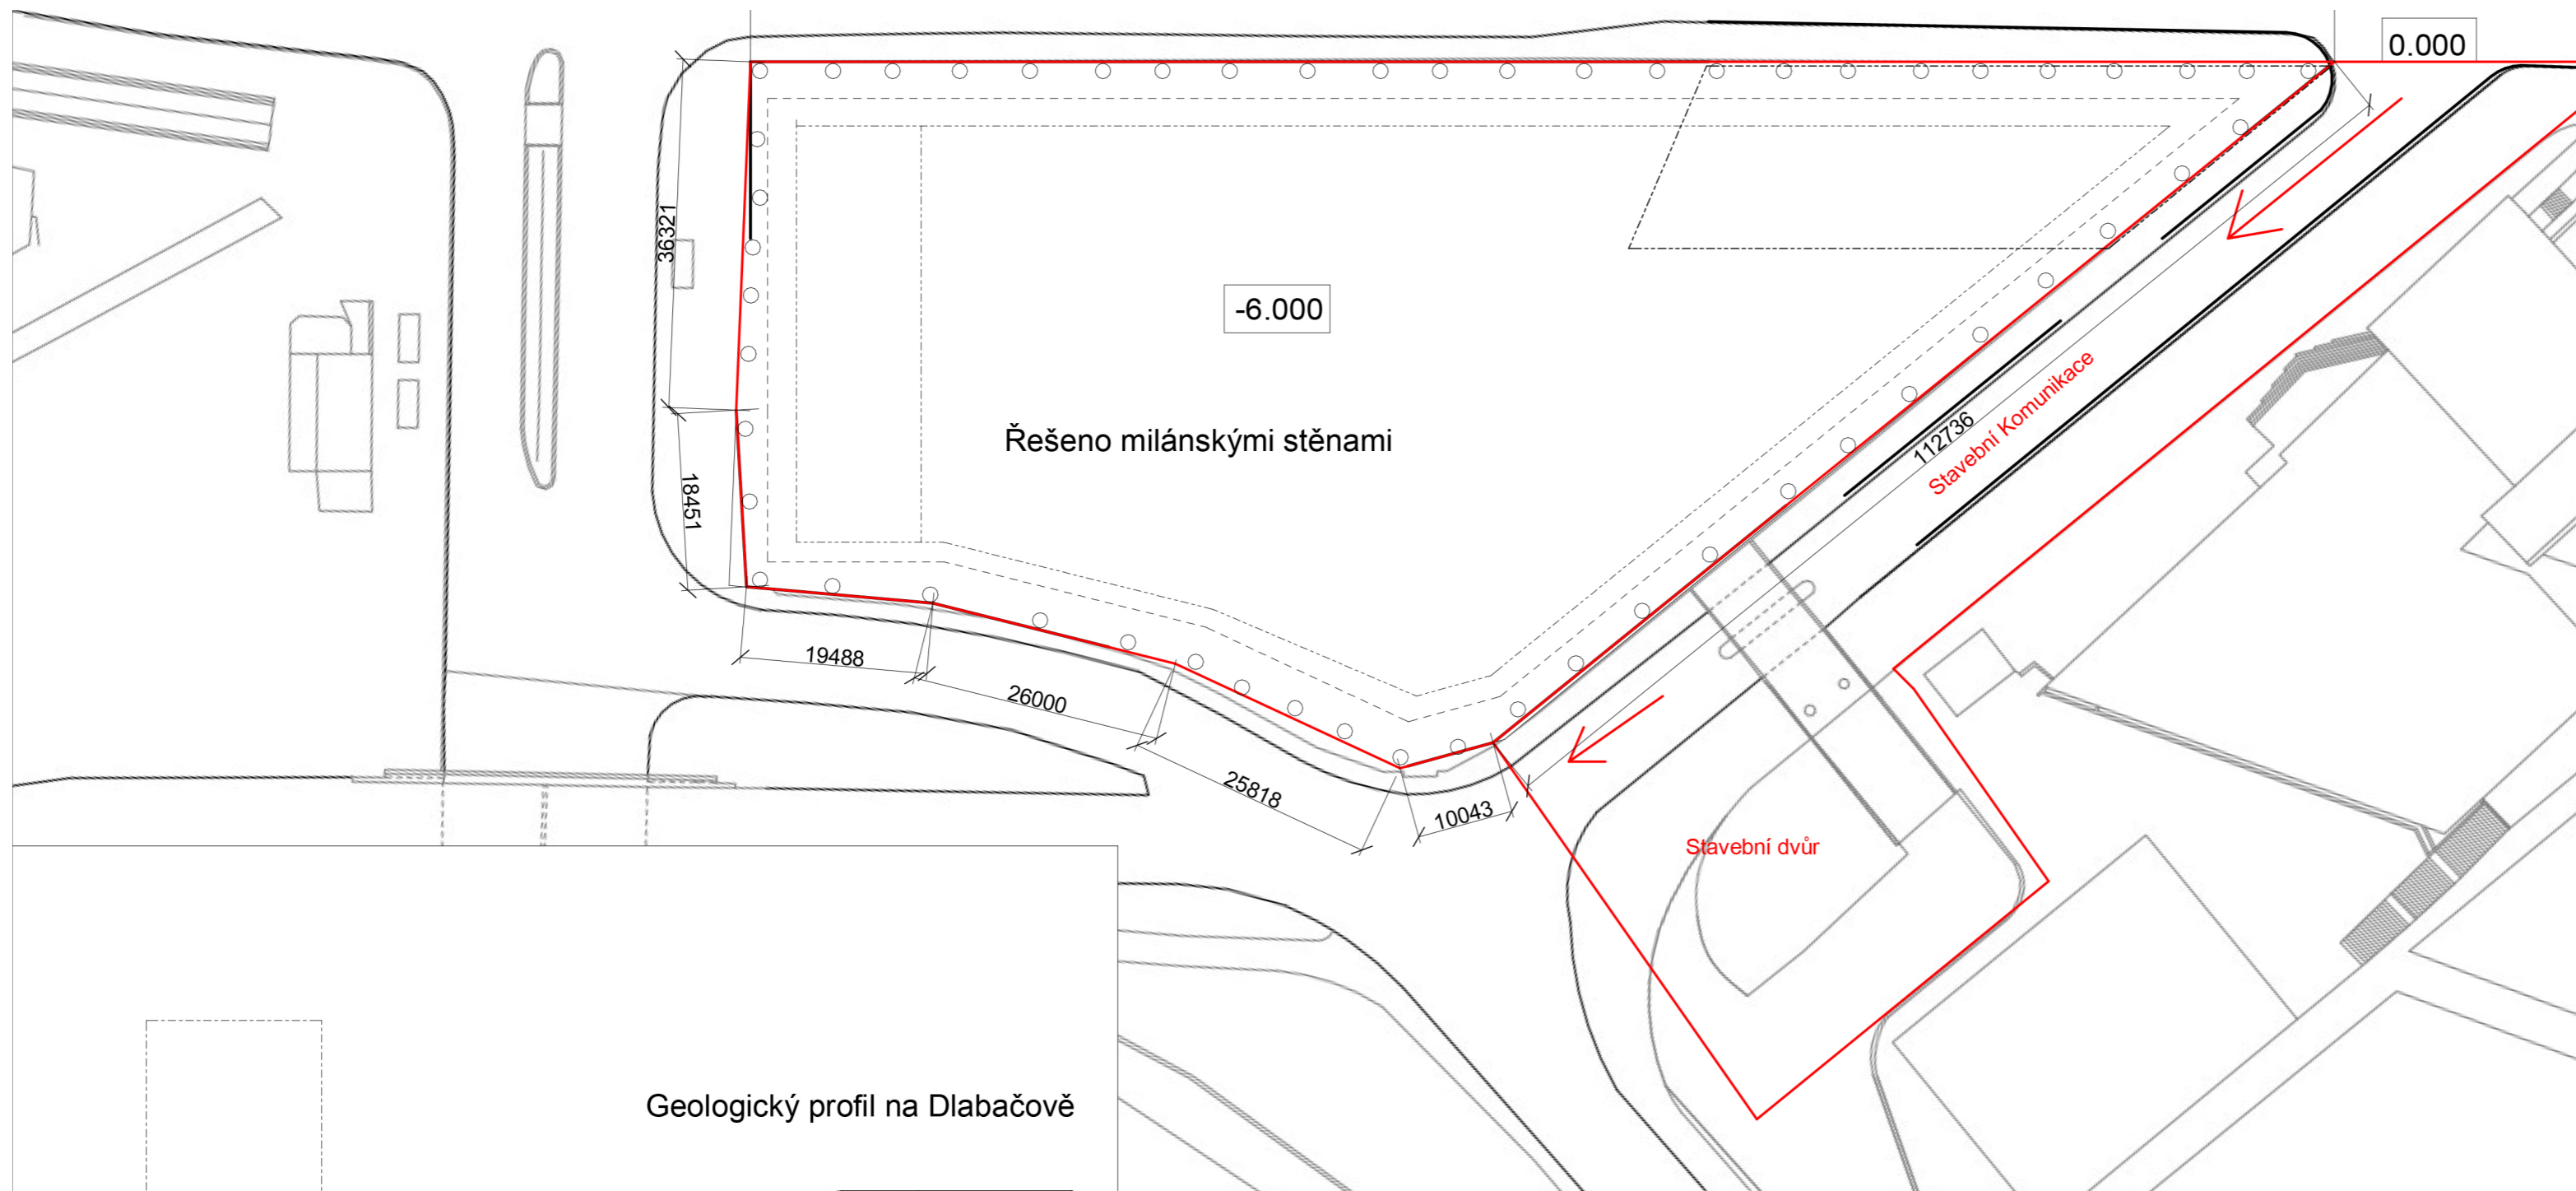 0.000
36321
-6.000
Řešeno milánskými stěnami
112736
Stavební Komunikace
18451
19488
26000
25818
10043
Stavební dvůr
Geologický profil na Dlabačově